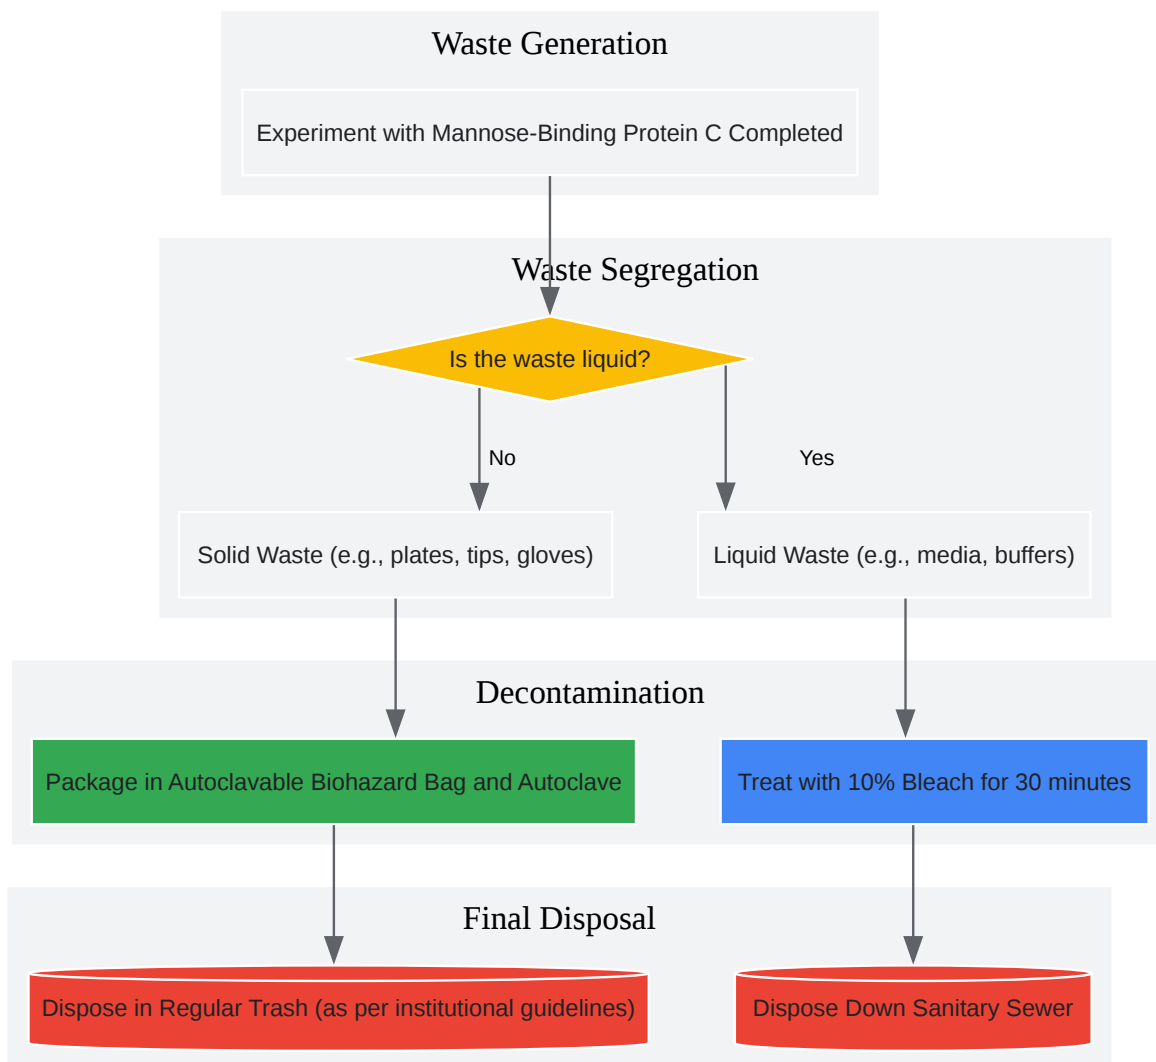 Waste Generation
Experiment with Mannose-Binding Protein C Completed
Waste Segregation
Is the waste liquid?
No
Yes
Solid Waste (e.g., plates, tips, gloves)
Liquid Waste (e.g., media, buffers)
Decontamination
Package in Autoclavable Biohazard Bag and Autoclave
Treat with 10% Bleach for 30 minutes
Final Disposal
Dispose in Regular Trash (as per institutional guidelines)
Dispose Down Sanitary Sewer